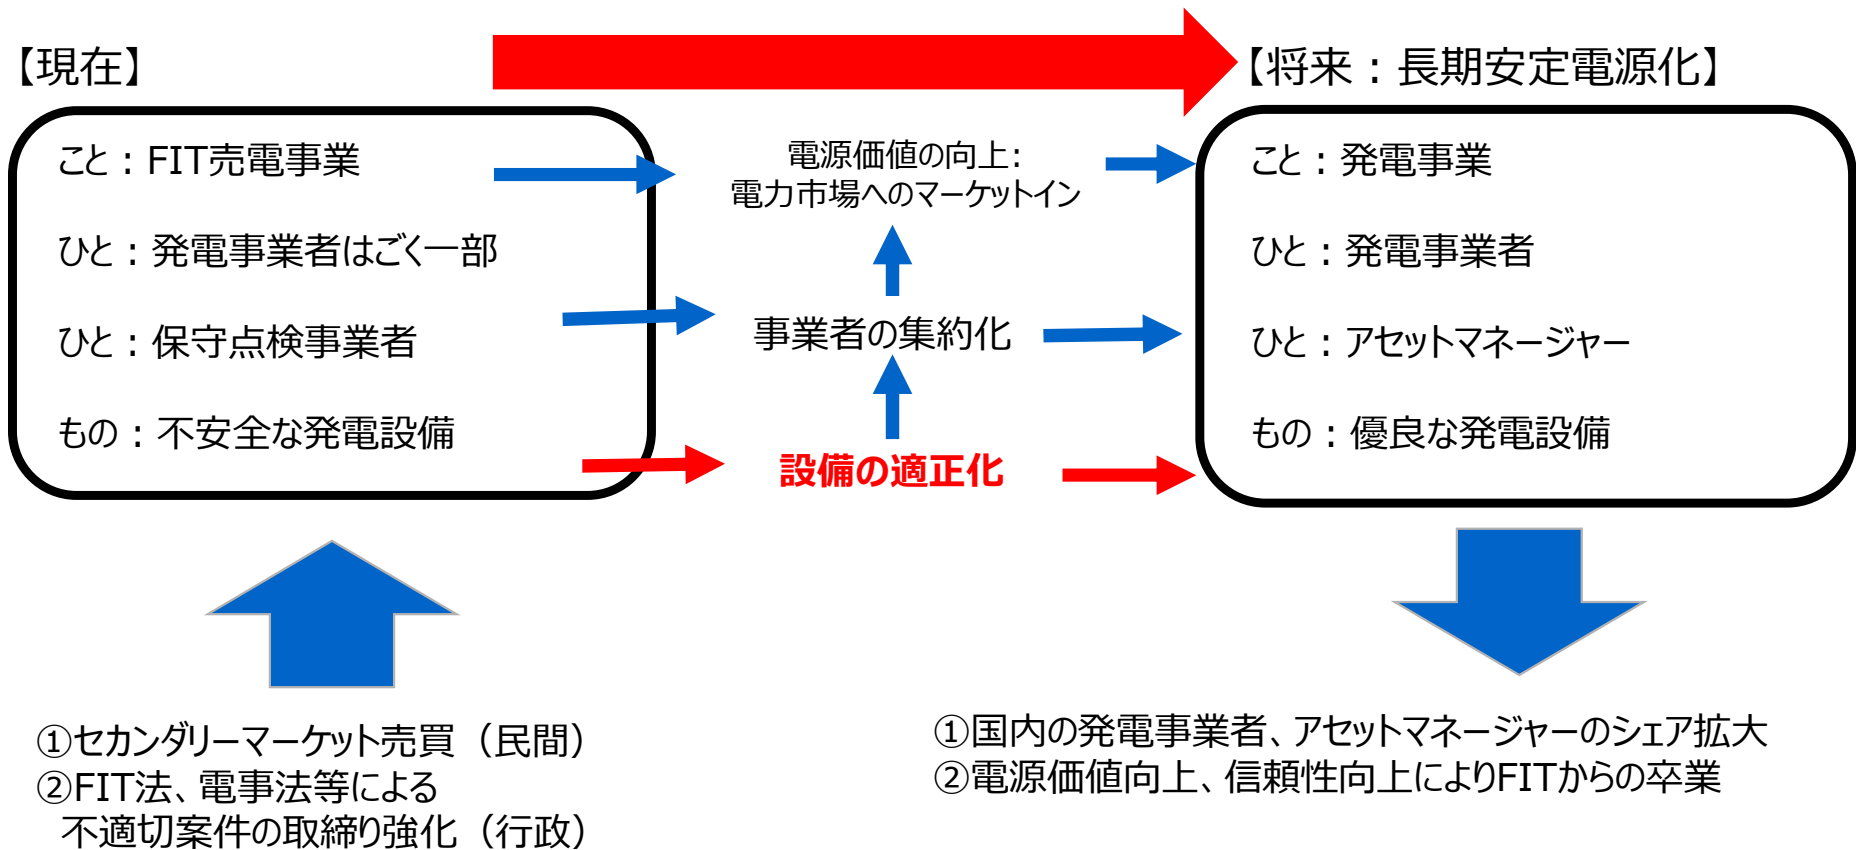 【現在】
【将来：長期安定電源化】
こと：FIT売電事業
ひと：発電事業者はごく一部
ひと：保守点検事業者
もの：不安全な発電設備
電源価値の向上:
電力市場へのマーケットイン
事業者の集約化
設備の適正化
こと：発電事業
ひと：発電事業者
ひと：アセットマネージャー
もの：優良な発電設備
①セカンダリーマーケット売買（民間）
②FIT法、電事法等による
不適切案件の取締り強化（行政）
①国内の発電事業者、アセットマネージャーのシェア拡大
②電源価値向上、信頼性向上によりFITからの卒業